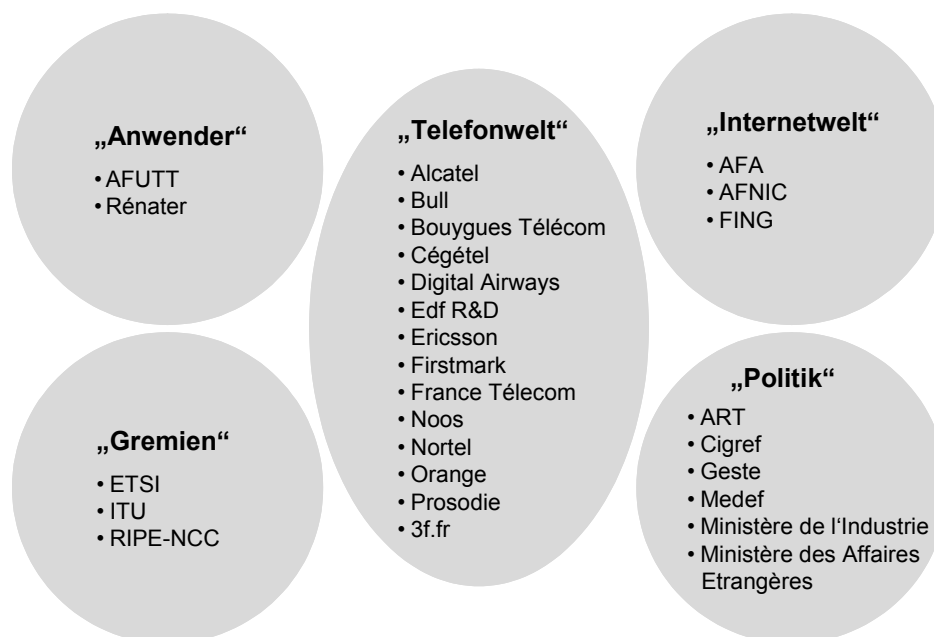 „Anwender“
• AFUTT
• Rénater
„Telefonwelt“
• Alcatel
• Bull
• Bouygues Télécom
• Cégétel
• Digital Airways
• Edf R&D
• Ericsson
• Firstmark
• France Télecom
• Noos
• Nortel
• Orange
• Prosodie
• 3f.fr
„Internetwelt“
• AFA
• AFNIC
• FING
„Gremien“
• ETSI
• ITU
• RIPE-NCC
„Politik“
• ART
• Cigref
• Geste
• Medef
• Ministère de l‘Industrie
• Ministère des Affaires
Etrangères